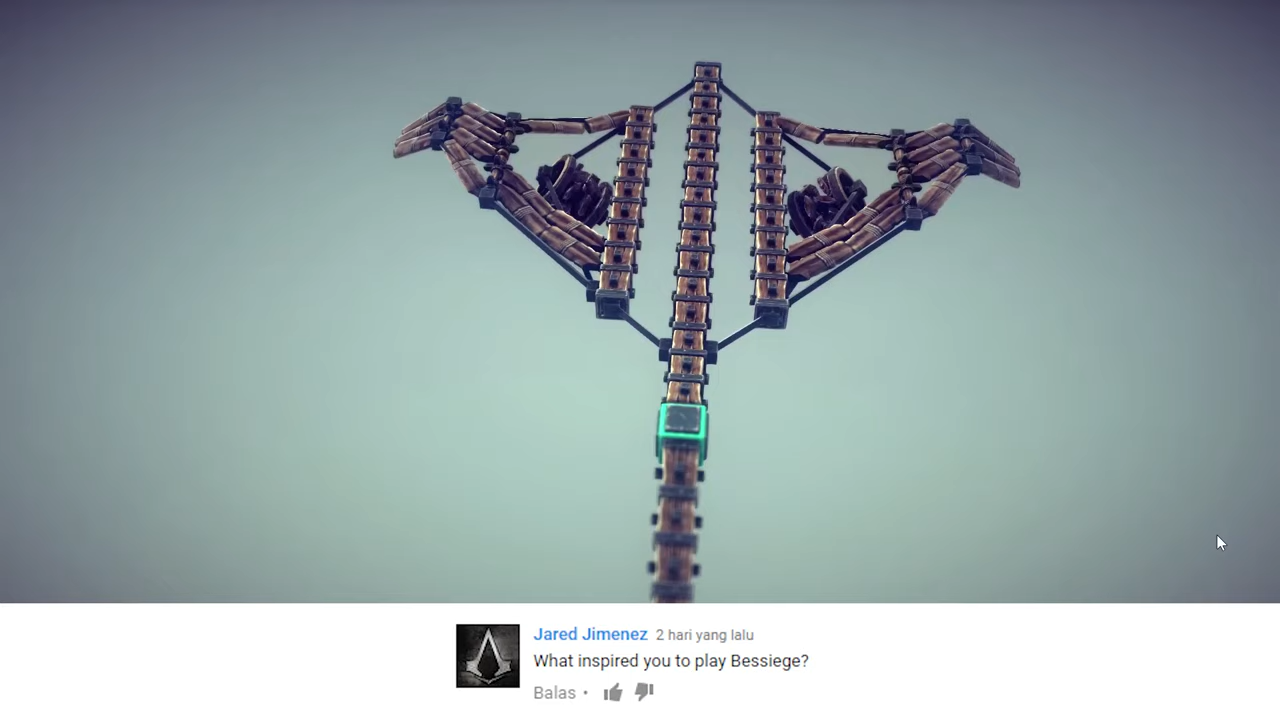 Jared Jimenez 2 hari yang lalu
What inspired you to play Bessiege?
Balas •